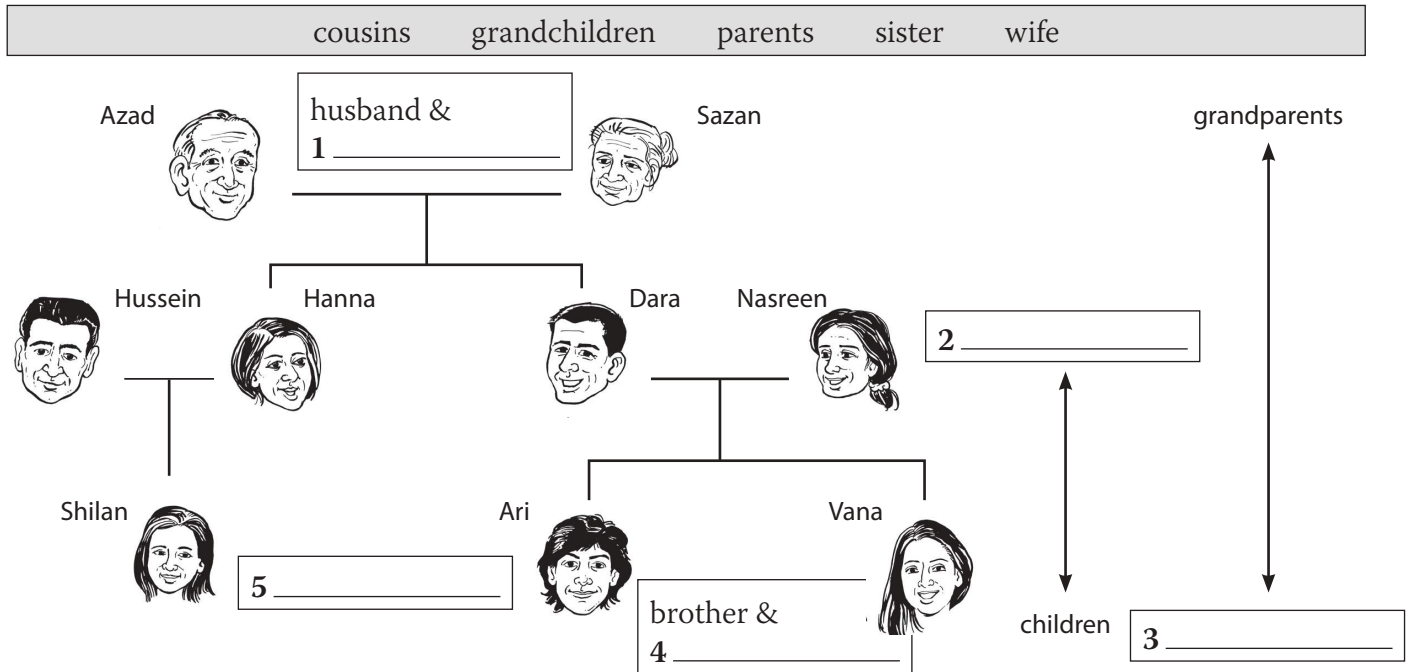 cousins grandchildren parents sister wife
Azad
husband &
1
Sazan
grandparents
Hussein
Hanna
Dara
Nasreen
2
Shilan
Ari
Vana
5
brother &
4
children
3